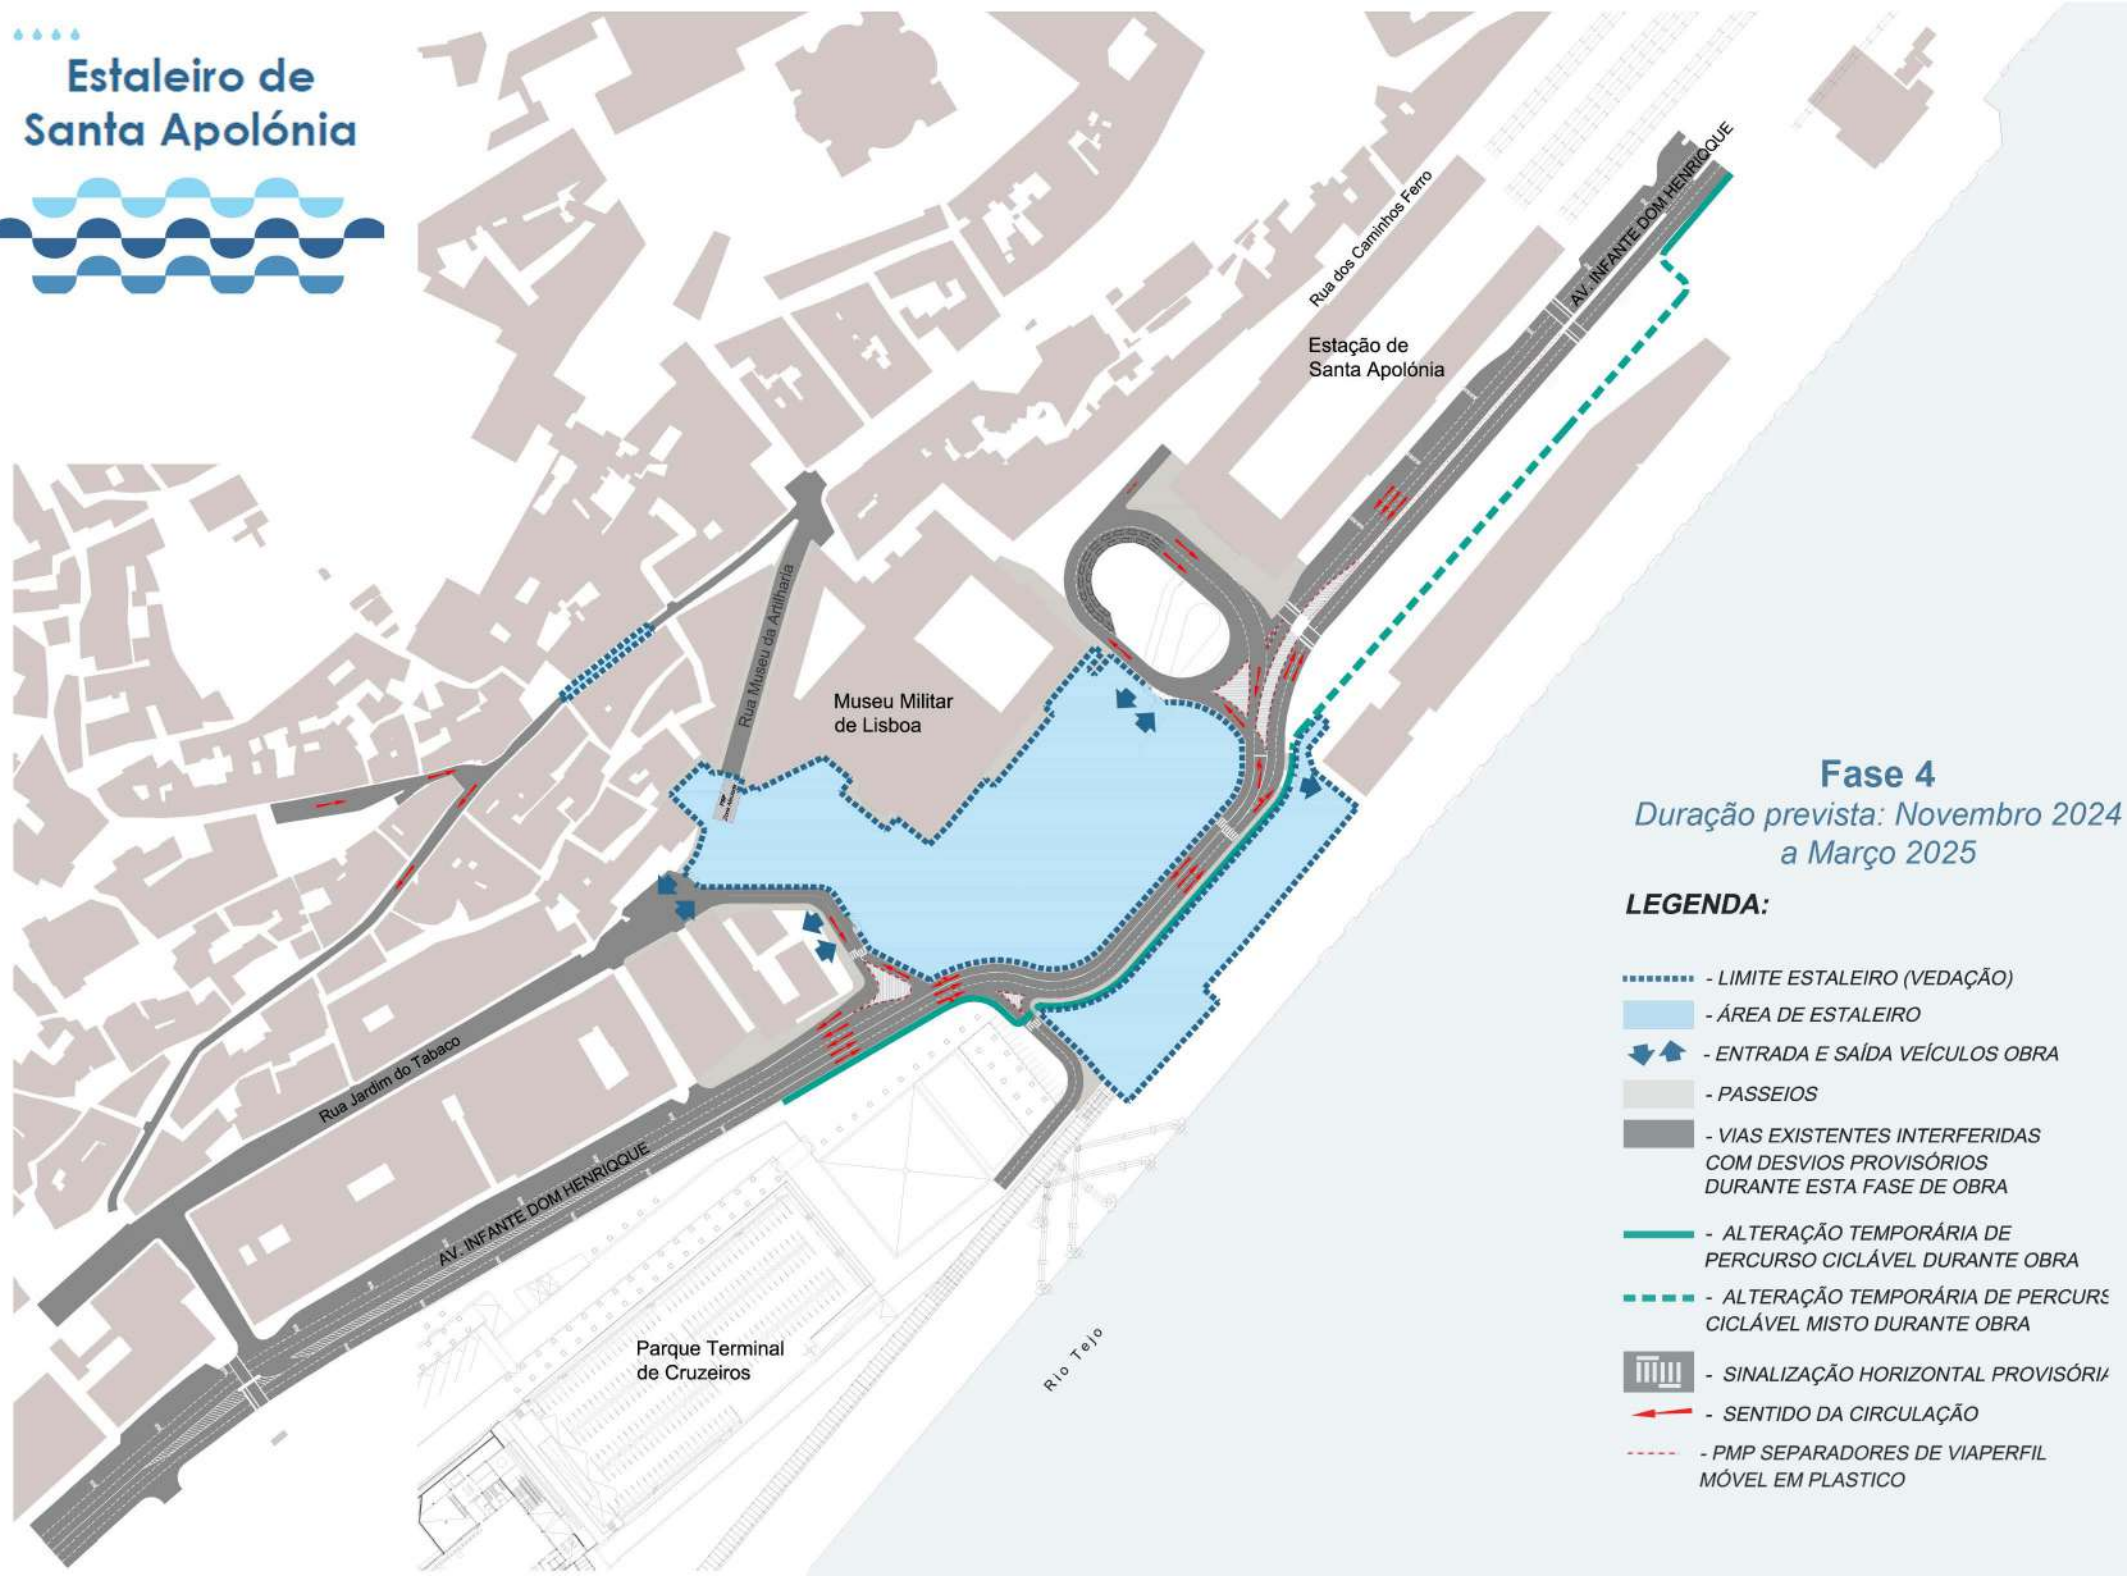 Estaleiro de
Santa Apolónia
AV. INFANTE DOM HENRIQQUE
Rua dos Caminhos Ferro
Estação de
Santa Apolónia
Rua Museu da Artilharia
Museu Militar
de Lisboa
PMP
Rua Jardim do Tabaco
AV. INFANTE DOM HENRIQQUE
Parque Terminal
de Cruzeiros
Rio Tejo
Fase 4
Duração prevista: Novembro 2024
a Março 2025
LEGENDA:
- LIMITE ESTALEIRO (VEDAÇÃO)
- ÁREA DE ESTALEIRO
- ENTRADA E SAÍDA VEÍCULOS OBRA
- PASSEIOS
- VIAS EXISTENTES INTERFERIDAS
COM DESVIOS PROVISÓRIOS
DURANTE ESTA FASE DE OBRA
- ALTERAÇÃO TEMPORÁRIA DE
PERCURSO CICLÁVEL DURANTE OBRA
- ALTERAÇÃO TEMPORÁRIA DE PERCURS
CICLÁVEL MISTO DURANTE OBRA
- SINALIZAÇÃO HORIZONTAL PROVISÓRIA
- SENTIDO DA CIRCULAÇÃO
- PMP SEPARADORES DE VIAPERFIL
MÓVEL EM PLASTICO